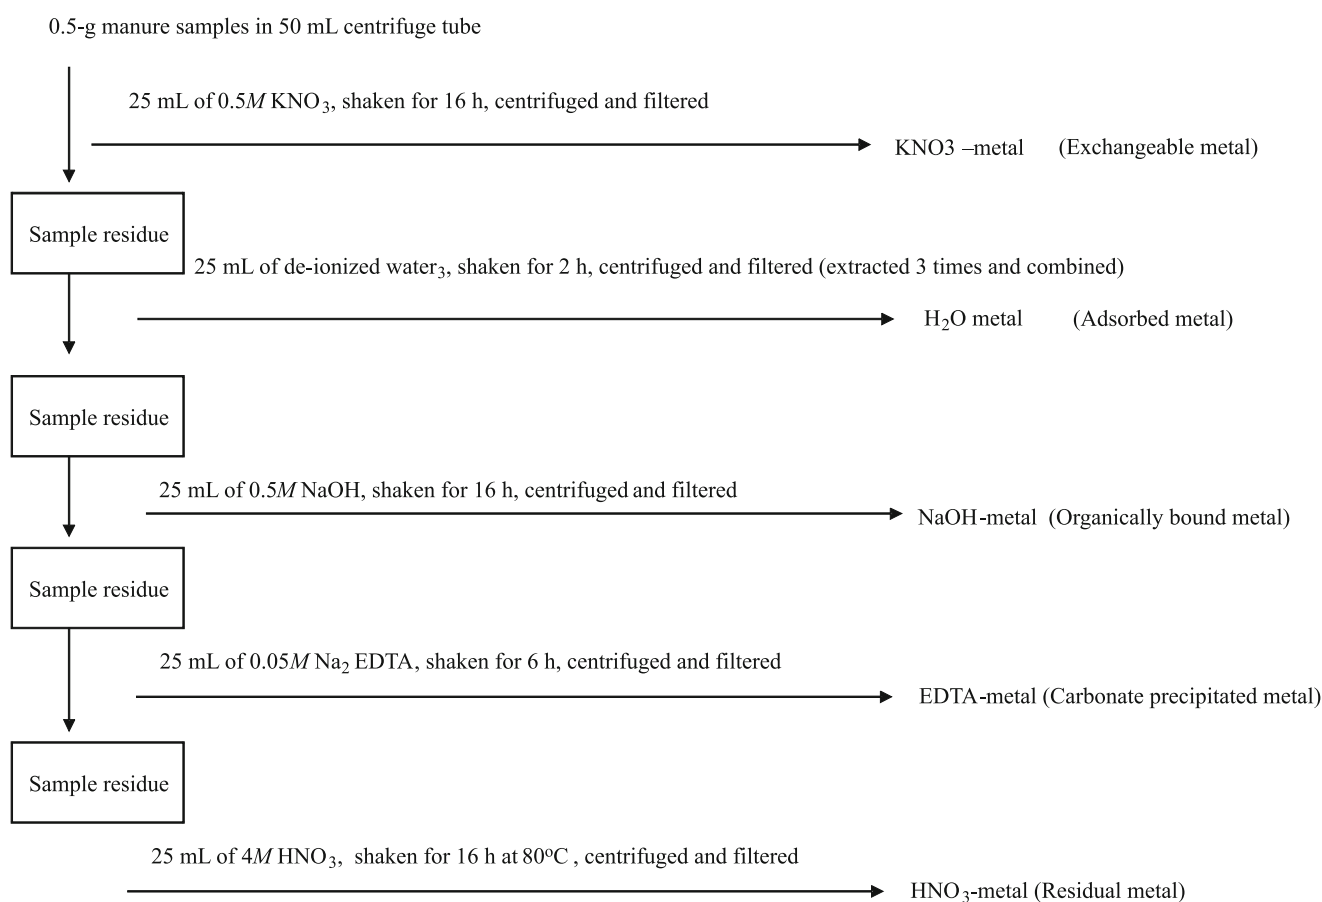 0.5-g manure samples in 50 mL centrifuge tube
25 mL of 0.5M KNO₃, shaken for 16 h, centrifuged and filtered
KNO3 –metal (Exchangeable metal)
Sample residue
25 mL of de-ionized water₃, shaken for 2 h, centrifuged and filtered (extracted 3 times and combined)
H₂O metal (Adsorbed metal)
Sample residue
25 mL of 0.5M NaOH, shaken for 16 h, centrifuged and filtered
NaOH-metal (Organically bound metal)
Sample residue
25 mL of 0.05M Na₂ EDTA, shaken for 6 h, centrifuged and filtered
EDTA-metal (Carbonate precipitated metal)
Sample residue
25 mL of 4M HNO₃, shaken for 16 h at 80°C , centrifuged and filtered
HNO₃-metal (Residual metal)